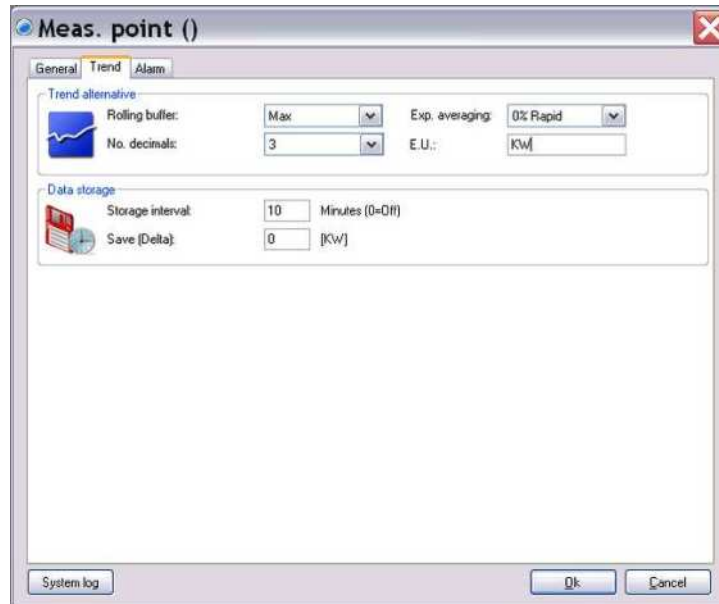 Meas. point ()
General Trend Alarm
Trend alternative
Rolling buffer: Max Exp. averaging: 0% Rapid
No. decimals: 3 E.U.: KW
Data storage
Storage interval: 10 Minutes (0=Off)
Save (Delta): 0 [KW]
System log Ok Cancel